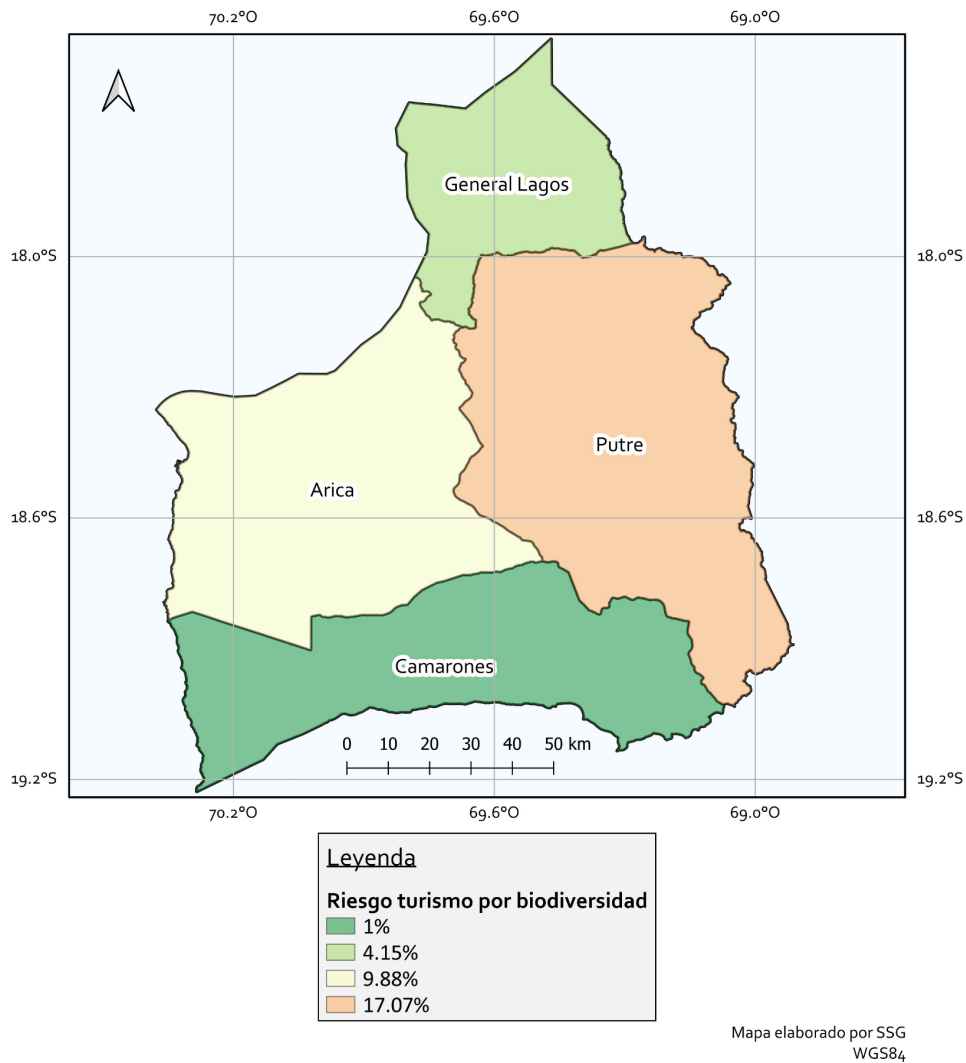 70.2°O 69.6°O 69.0°O
General Lagos
18.0°S 18.0°S
Putre
Arica
18.6°S 18.6°S
Camarones
0 10 20 30 40 50 km
19.2°S 19.2°S
70.2°O 69.6°O 69.0°O
Leyenda
Riesgo turismo por biodiversidad
1%
4.15%
9.88%
17.07%
Mapa elaborado por SSG
WGS84